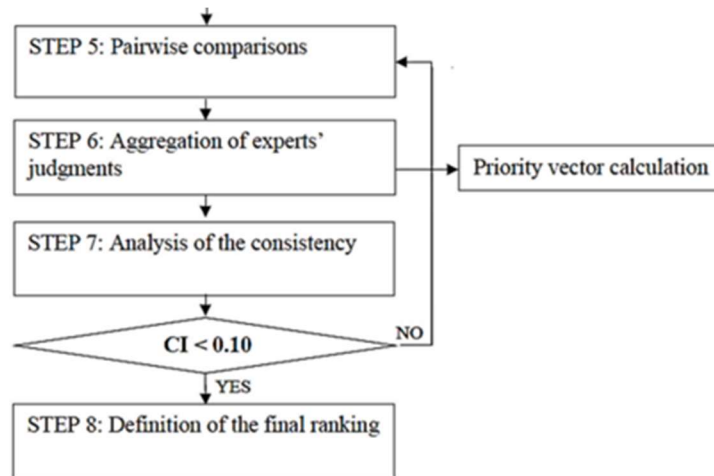 STEP 5: Pairwise comparisons
STEP 6: Aggregation of experts’
judgments
Priority vector calculation
STEP 7: Analysis of the consistency
CI < 0.10
NO
YES
STEP 8: Definition of the final ranking